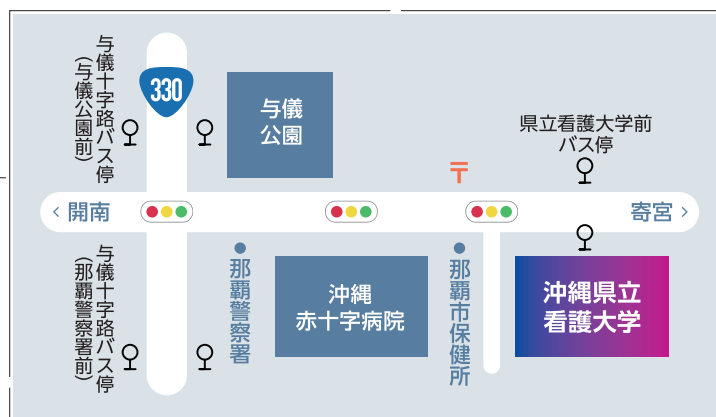 与儀十字路バス停
（与儀公園前）
330
与儀
公園
県立看護大学前
バス停
〒
< 開南
寄宮 >
与儀十字路バス停
（那覇警察署前）
那覇警察署
沖縄
赤十字病院
那覇市保健所
沖縄県立
看護大学